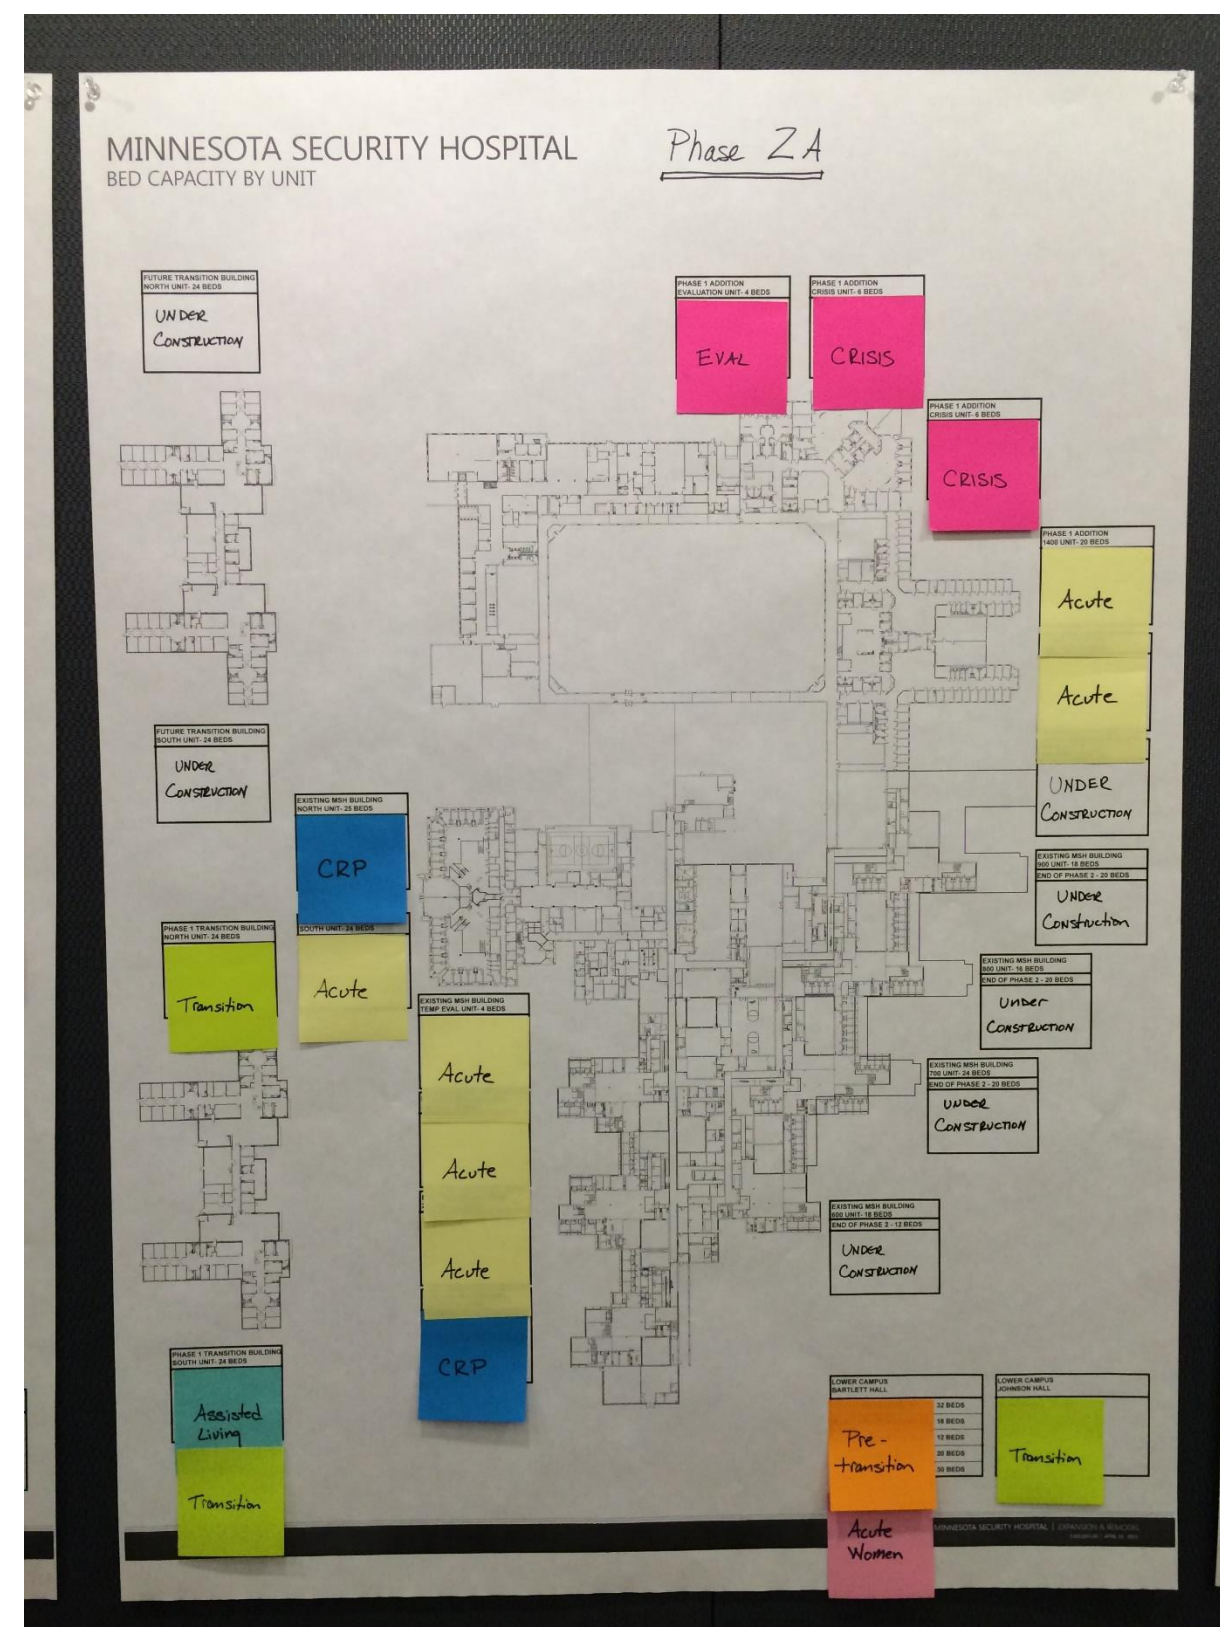 MINNESOTA SECURITY HOSPITAL
BED CAPACITY BY UNIT
Phase 2A
FUTURE TRANSITION BUILDING
NORTH UNIT- 24 BEDS
UNDER
CONSTRUCTION
PHASE 1 ADDITION
EVALUATION UNIT- 4 BEDS
EVAL
PHASE 1 ADDITION
CRISIS UNIT- 6 BEDS
CRISIS
PHASE 1 ADDITION
CRISIS UNIT- 6 BEDS
CRISIS
PHASE 1 ADDITION
1400 UNIT- 20 BEDS
Acute
Acute
UNDER
CONSTRUCTION
FUTURE TRANSITION BUILDING
SOUTH UNIT- 24 BEDS
UNDER
CONSTRUCTION
EXISTING MSH BUILDING
NORTH UNIT- 25 BEDS
CRP
SOUTH UNIT- 24 BEDS
Acute
EXISTING MSH BUILDING
900 UNIT- 18 BEDS
END OF PHASE 2 - 20 BEDS
UNDER
CONSTRUCTION
PHASE 1 TRANSITION BUILDING
NORTH UNIT- 24 BEDS
Transition
EXISTING MSH BUILDING
800 UNIT- 16 BEDS
END OF PHASE 2 - 20 BEDS
UNDER
CONSTRUCTION
EXISTING MSH BUILDING
TEMP EVAL UNIT- 4 BEDS
Acute
Acute
Acute
CRP
EXISTING MSH BUILDING
700 UNIT- 24 BEDS
END OF PHASE 2 - 20 BEDS
UNDER
CONSTRUCTION
EXISTING MSH BUILDING
600 UNIT- 18 BEDS
END OF PHASE 2 - 12 BEDS
UNDER
CONSTRUCTION
PHASE 1 TRANSITION BUILDING
SOUTH UNIT- 24 BEDS
Assisted
Living
Transition
LOWER CAMPUS
BARTLETT HALL
32 BEDS
18 BEDS
12 BEDS
20 BEDS
30 BEDS
Pre-
transition
Acute
Women
LOWER CAMPUS
JOHNSON HALL
Transition
MINNESOTA SECURITY HOSPITAL | EXPANSION & REMODEL